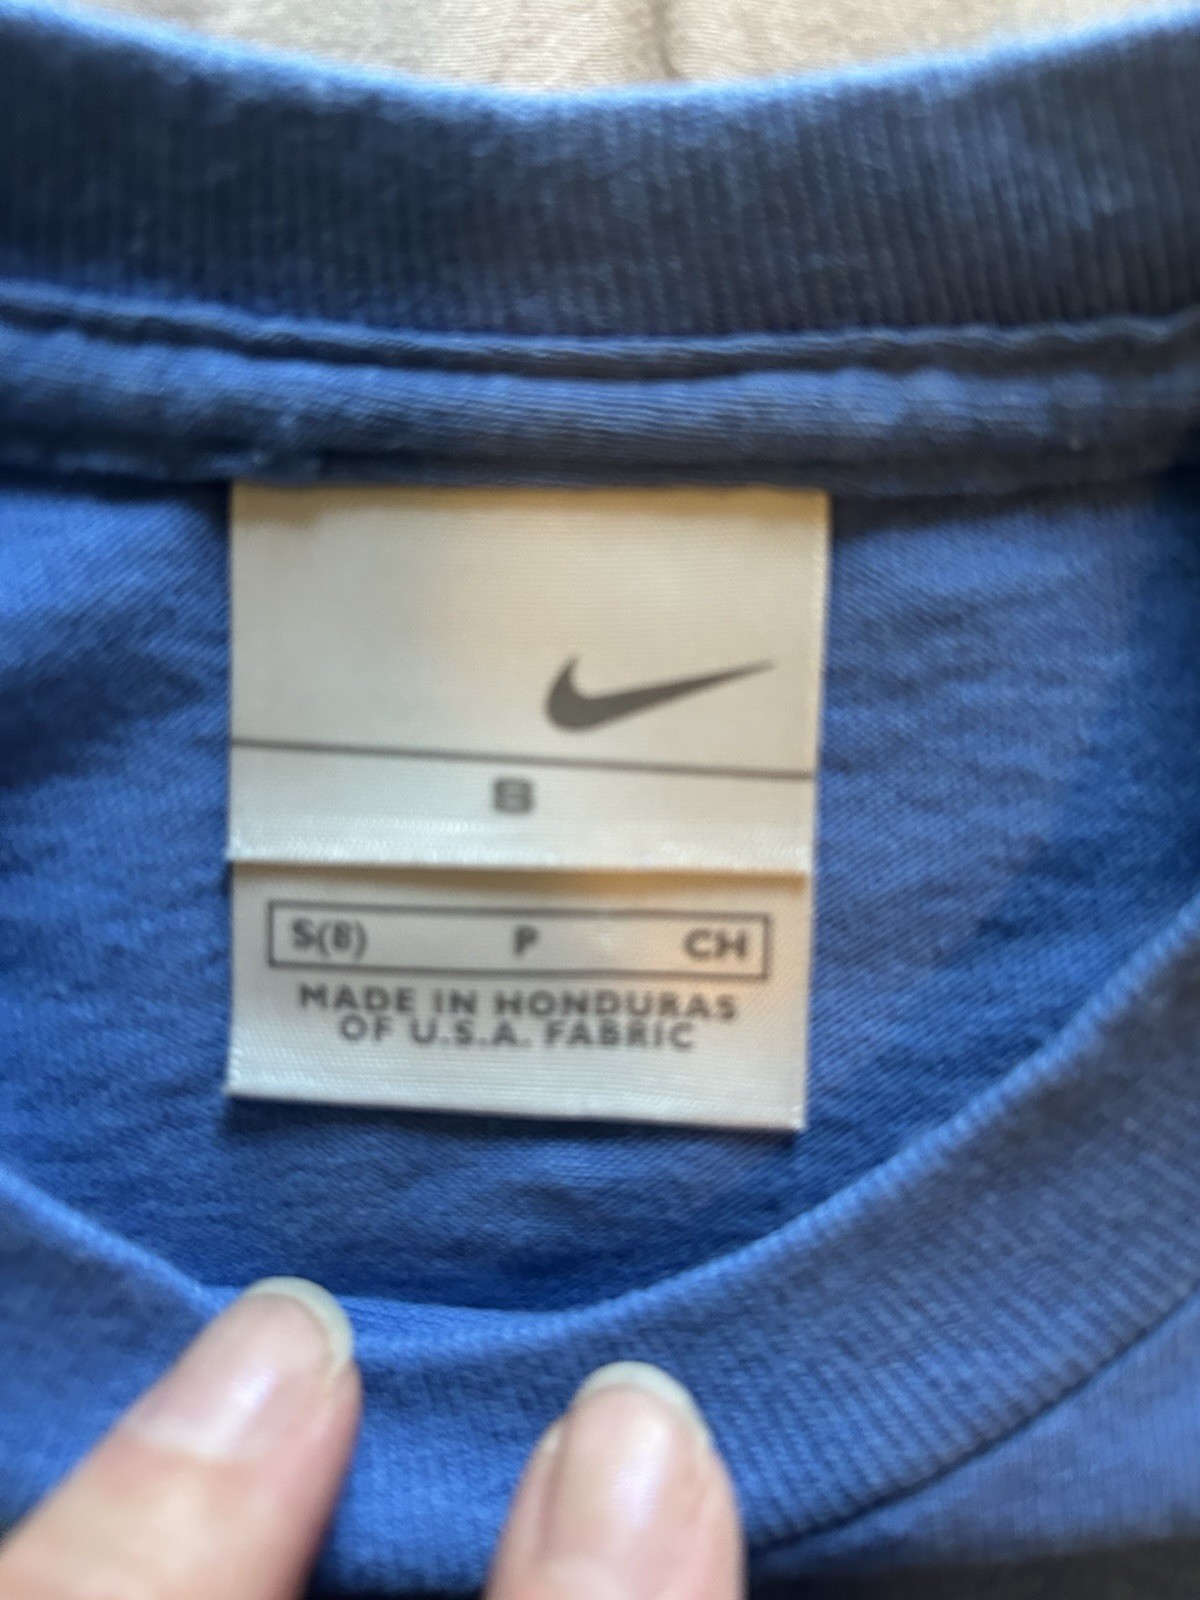 S
S(8) P CH
MADE IN HONDURAS
OF U.S.A. FABRIC